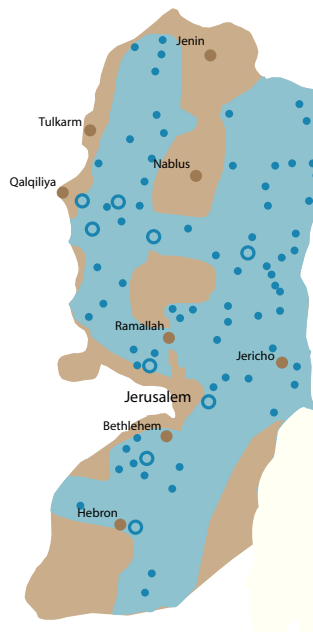 Jenin
Tulkarm
Nablus
Qalqiliya
Ramallah
Jericho
Jerusalem
Bethlehem
Hebron